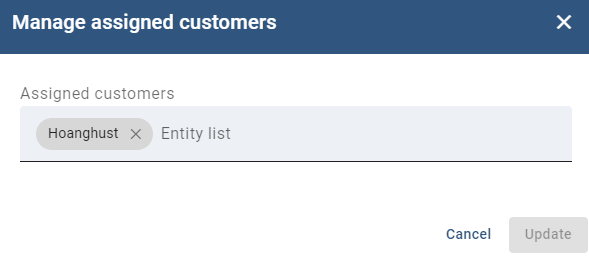 Manage assigned customers
Assigned customers
Hoanghust Entity list
Cancel Update